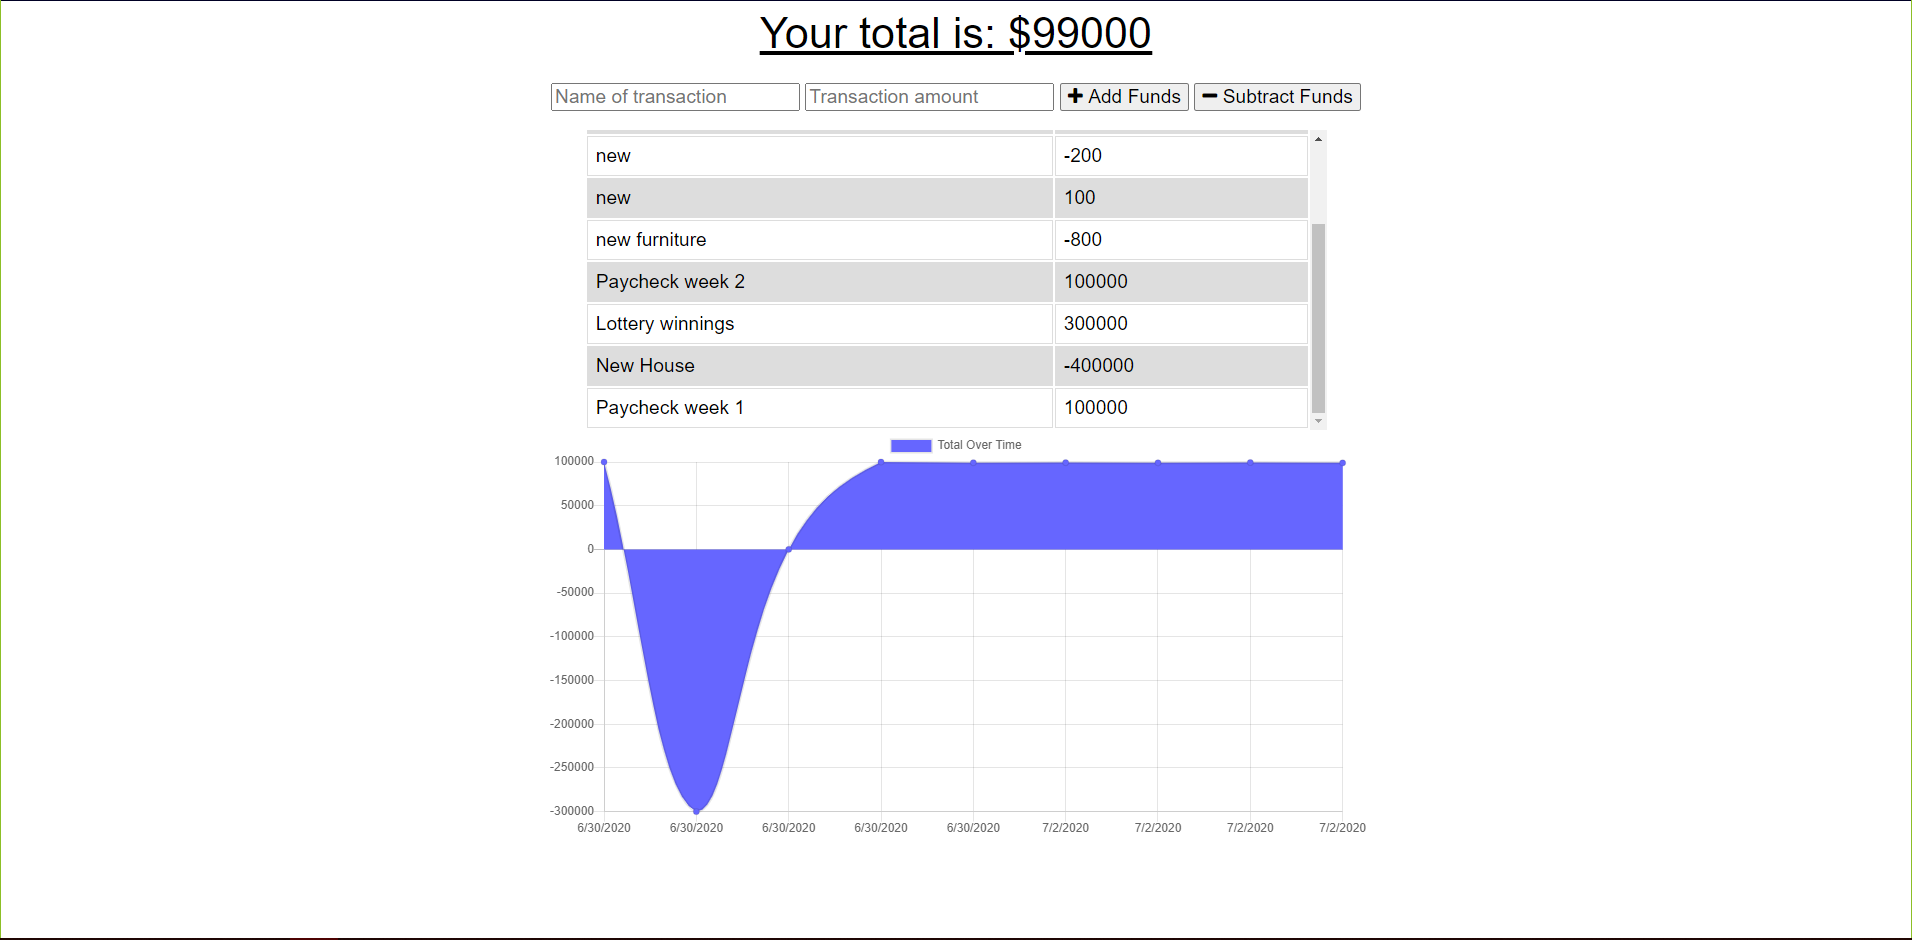 Your total is: $99000
Name of transaction Transaction amount Add Funds Subtract Funds
new -200
new 100
new furniture -800
Paycheck week 2 100000
Lottery winnings 300000
New House -400000
Paycheck week 1 100000
Total Over Time
100000
50000
0
-50000
-100000
-150000
-200000
-250000
-300000
6/30/2020 6/30/2020 6/30/2020 6/30/2020 6/30/2020 7/2/2020 7/2/2020 7/2/2020 7/2/2020